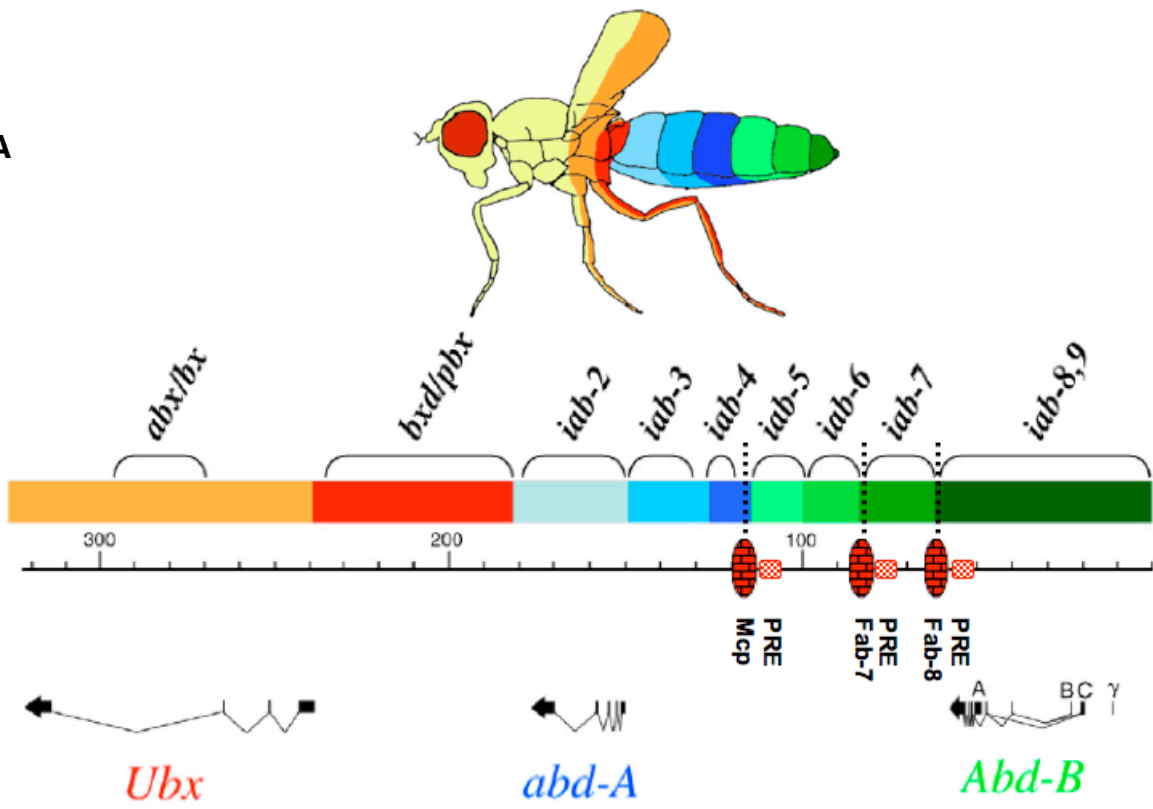 A
abx/bx
bxd/pbx
iab-2
iab-3
iab-4
iab-5
iab-6
iab-7
iab-8,9
300
200
100
Mcp
PRE
Fab-7
PRE
Fab-8
PRE
A
B C γ
Ubx
abd-A
Abd-B